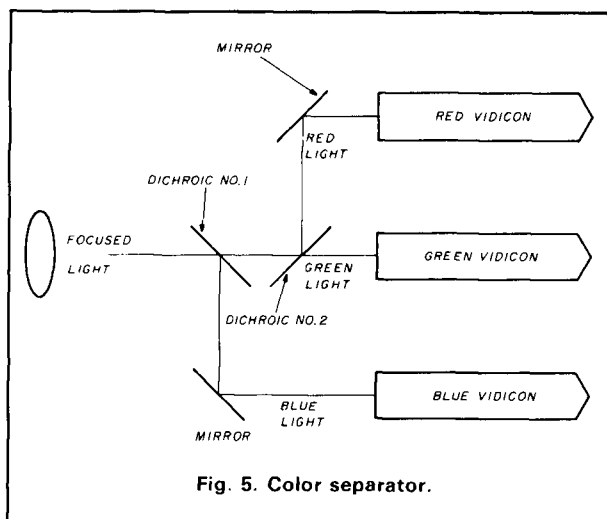 MIRROR
RED VIDICON
RED
LIGHT
DICHROIC NO.1
FOCUSED
LIGHT
GREEN
LIGHT
GREEN VIDICON
DICHROIC NO.2
BLUE
LIGHT
BLUE VIDICON
MIRROR
Fig. 5. Color separator.